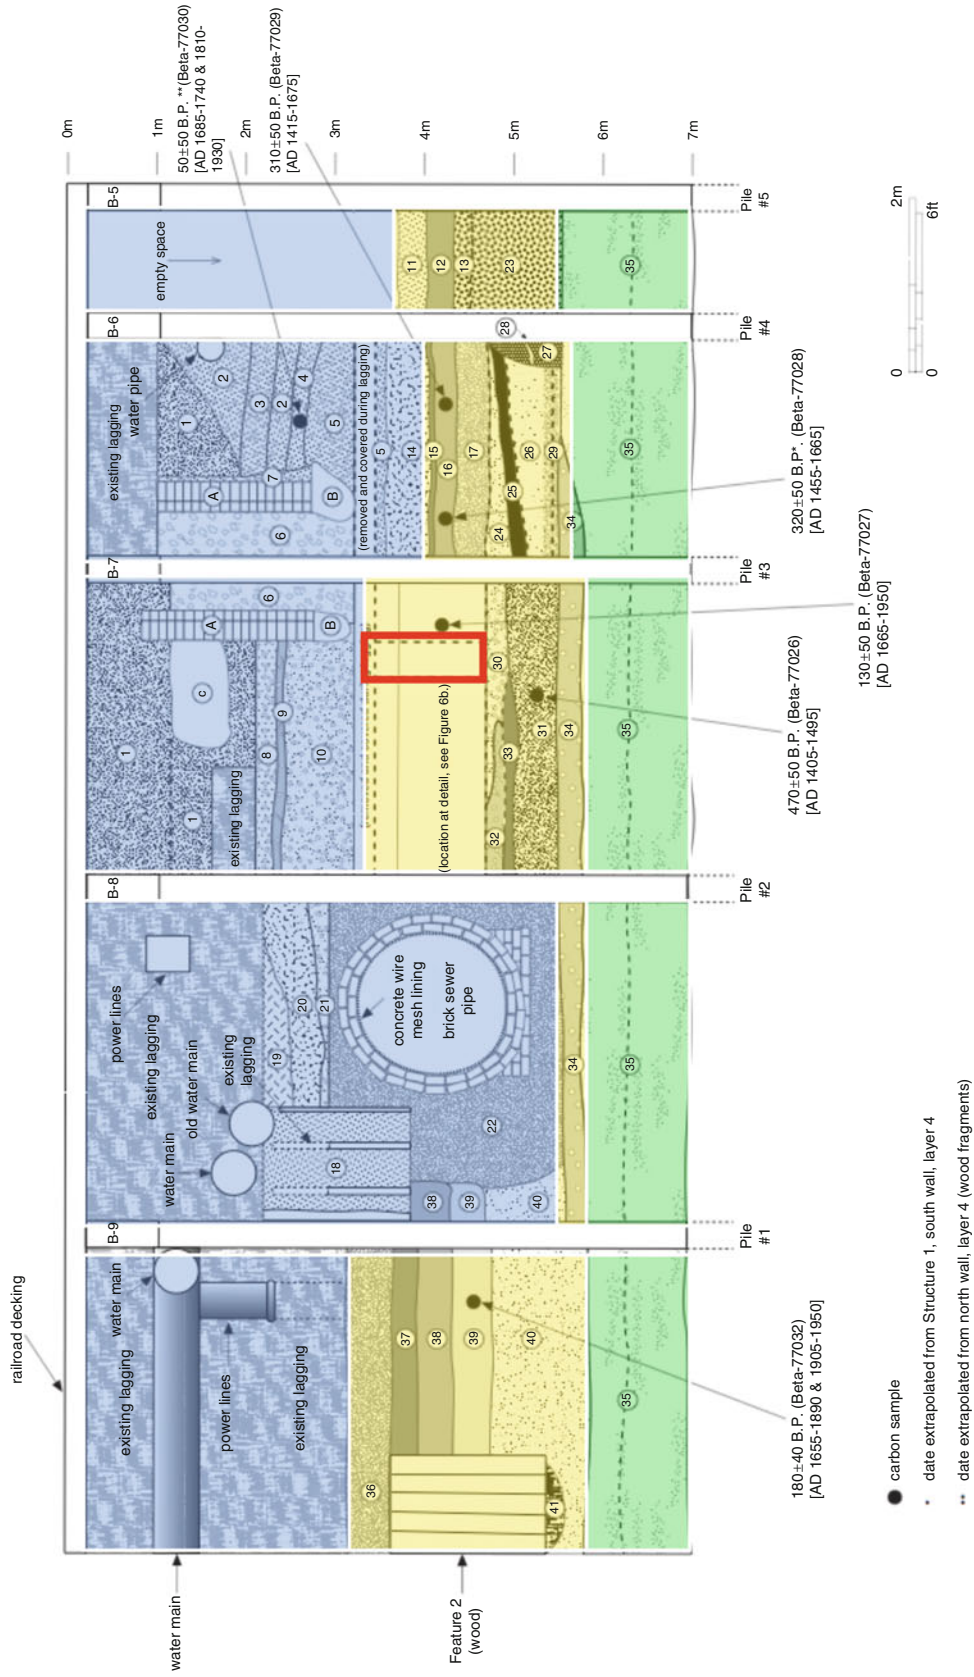 railroad decking
water main
Feature 2
(wood)
existing lagging
water main
power lines
existing lagging
36
37
38
39
40
41
35
B-9
Pile
#1
power lines
existing lagging
water main
old water main
existing
lagging
18
19
20
21
22
38
39
40
concrete wire
mesh lining
brick sewer
pipe
34
35
B-8
Pile
#2
1
1
existing lagging
c
A
B
6
8
9
10
(location at detail, see Figure 6b.)
30
31
32
33
34
35
B-7
Pile
#3
existing lagging
water pipe
1
2
3
2
4
5
7
A
B
6
(removed and covered during lagging)
5
14
15
16
17
24
25
26
27
28
29
34
35
B-6
Pile
#4
empty space
11
12
13
23
35
B-5
Pile
#5
0m
1m
2m
3m
4m
5m
6m
7m
50±50 B.P. **(Beta-77030)
[AD 1685-1740 & 1810-
1930]
310±50 B.P. (Beta-77029)
[AD 1415-1675]
320±50 B.P*. (Beta-77028)
[AD 1455-1665]
130±50 B.P. (Beta-77027)
[AD 1665-1950]
470±50 B.P. (Beta-77026)
[AD 1405-1495]
180±40 B.P. (Beta-77032)
[AD 1655-1890 & 1905-1950]
0
2m
0
6ft
carbon sample
* date extrapolated from Structure 1, south wall, layer 4
** date extrapolated from north wall, layer 4 (wood fragments)